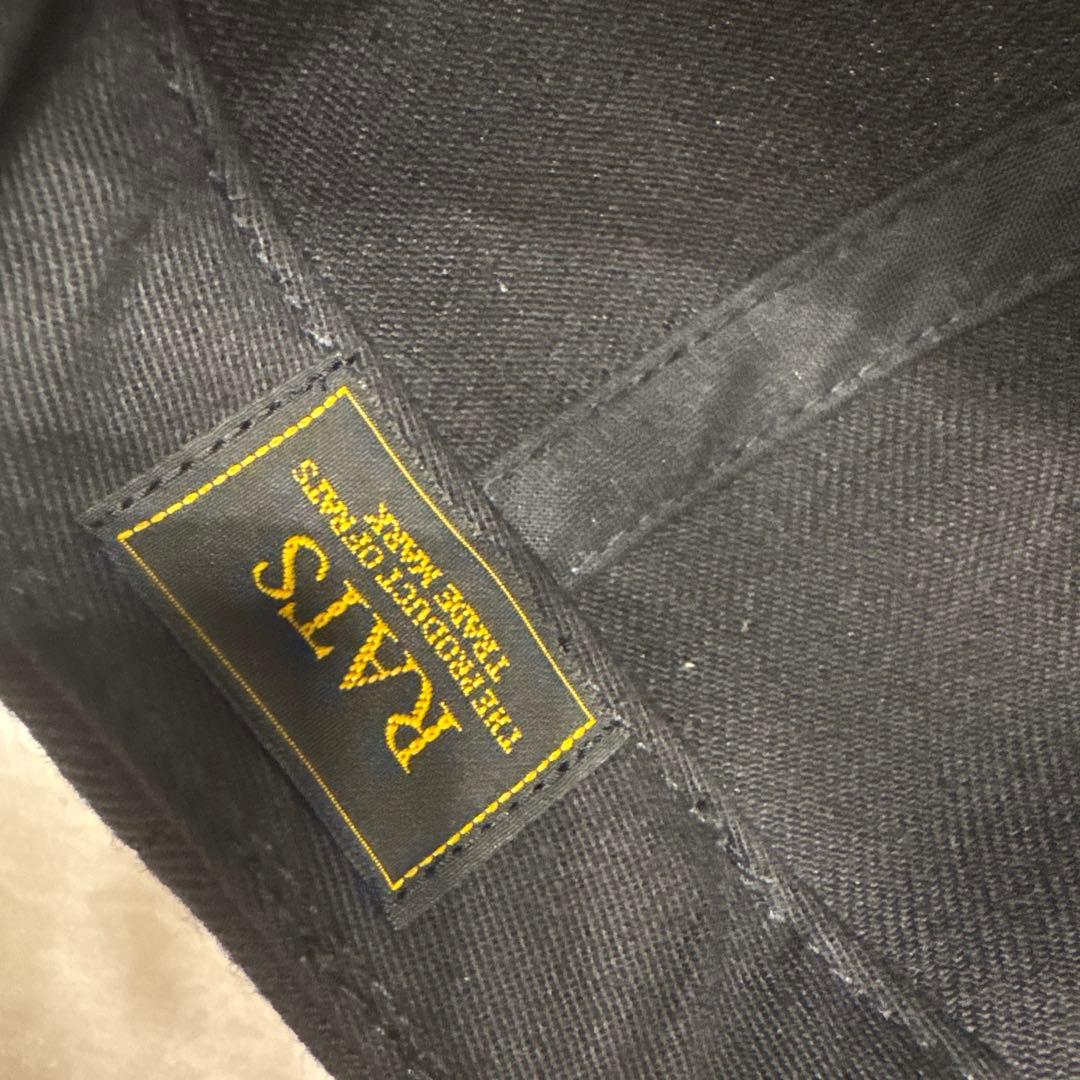 RATS
THE PRODUCT OF RATS
TRADE MARK